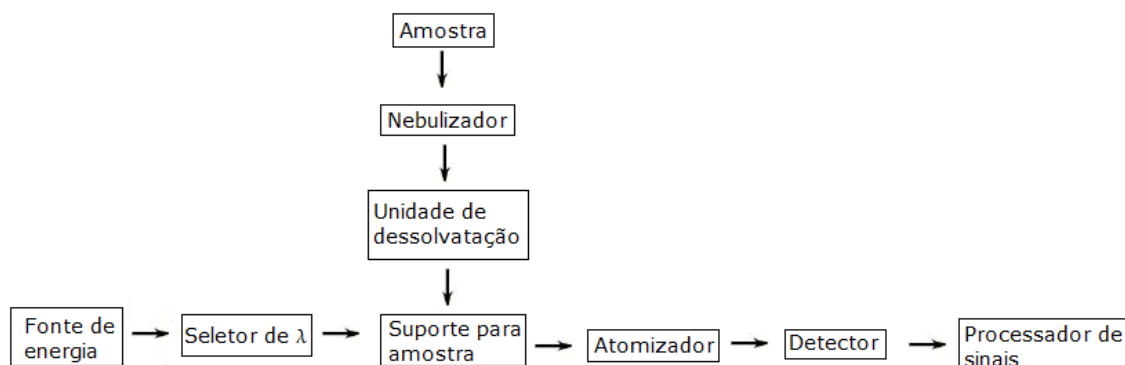 Amostra
Nebulizador
Unidade de
dessolvatação
Fonte de
energia
Seletor de λ
Suporte para
amostra
Atomizador
Detector
Processador de
sinais